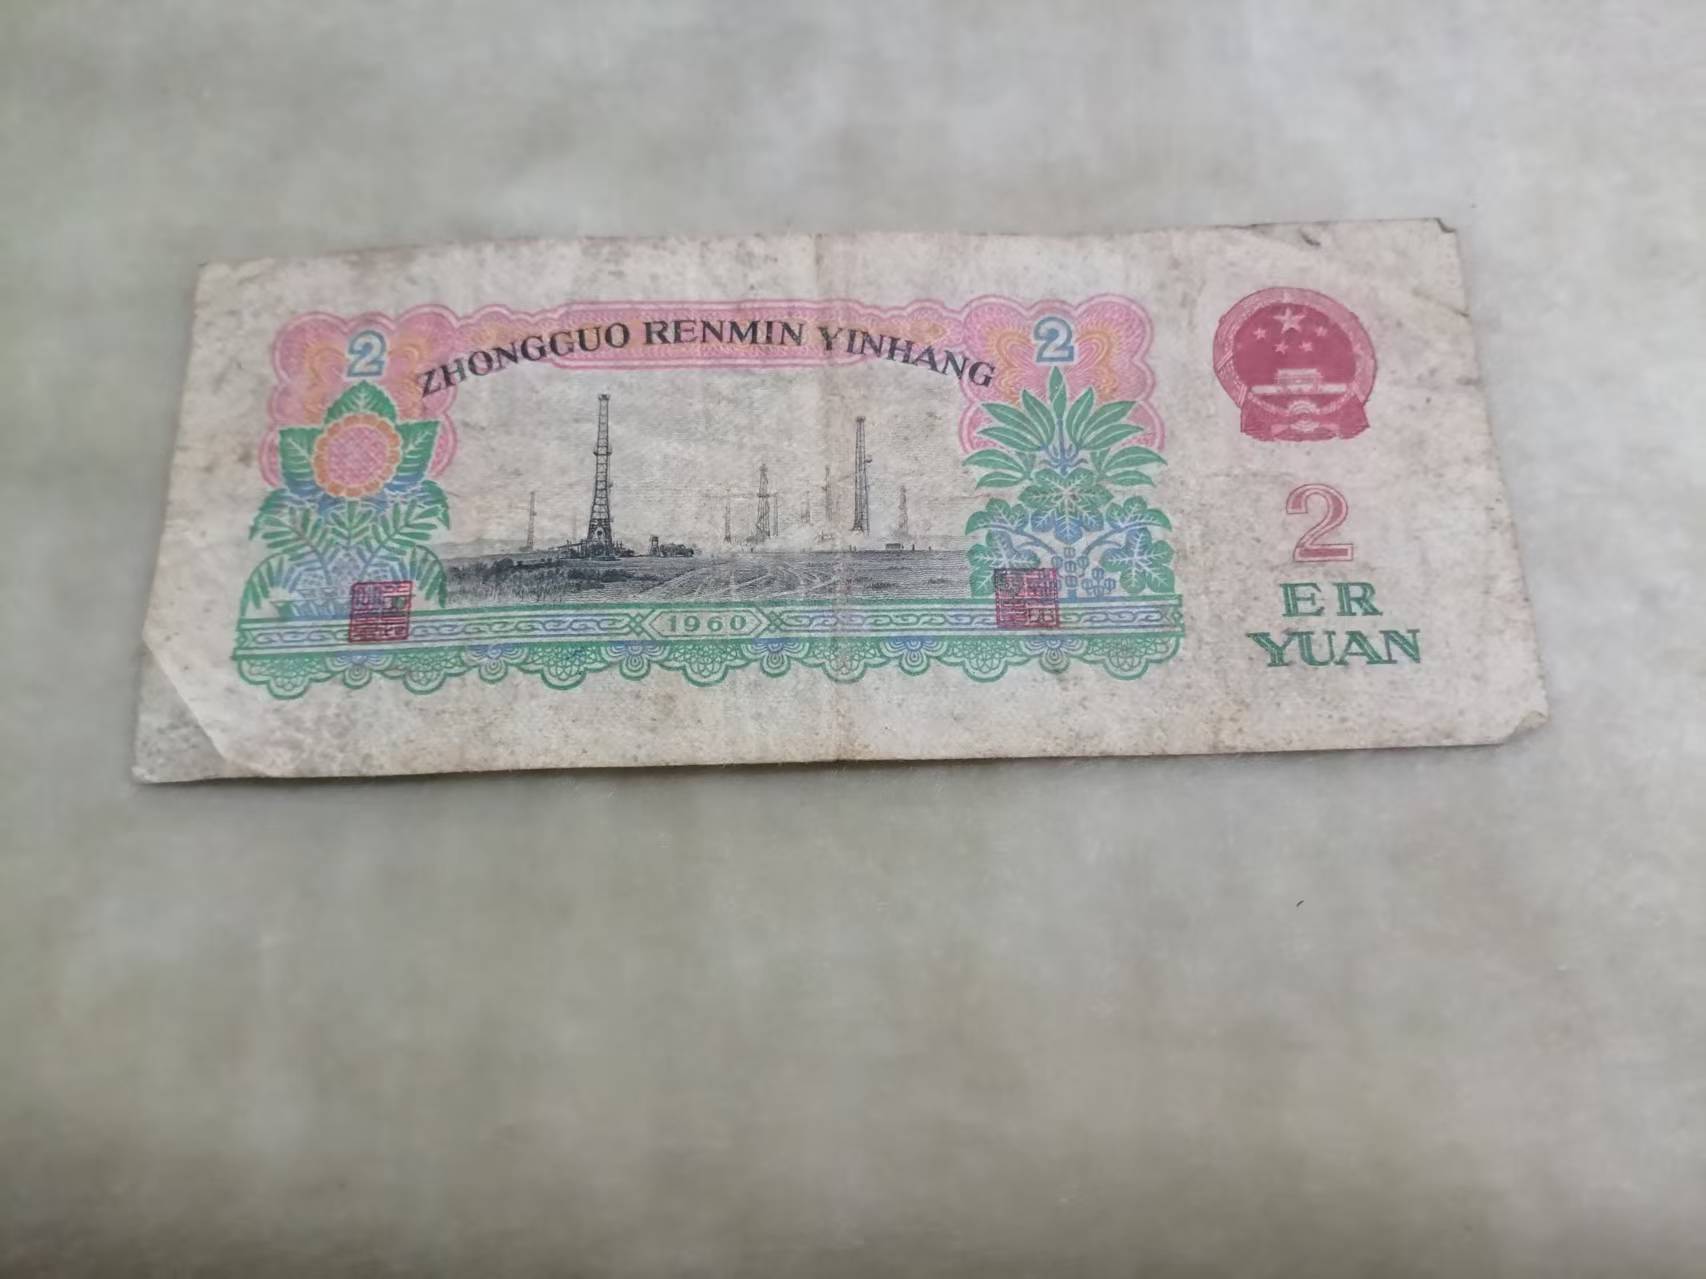 2
2
ZHONGGUO RENMIN YINHANG
2
ER
YUAN
1960